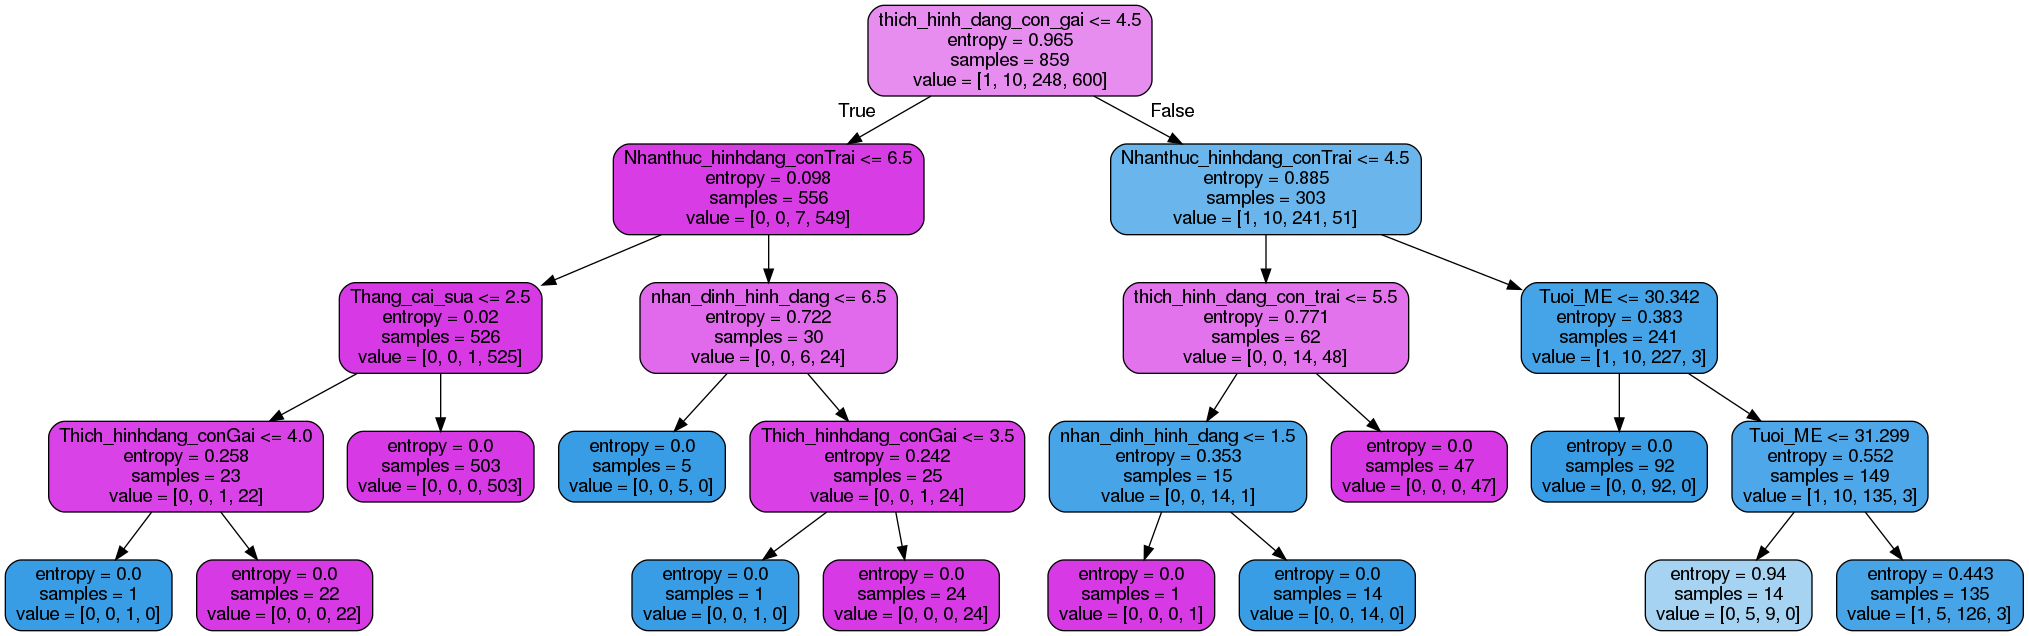 thich_hinh_dang_con_gai <= 4.5
entropy = 0.965
samples = 859
value = [1, 10, 248, 600]
True
False
Nhanthuc_hinhdang_conTrai <= 6.5
entropy = 0.098
samples = 556
value = [0, 0, 7, 549]
Nhanthuc_hinhdang_conTrai <= 4.5
entropy = 0.885
samples = 303
value = [1, 10, 241, 51]
Thang_cai_sua <= 2.5
entropy = 0.02
samples = 526
value = [0, 0, 1, 525]
nhan_dinh_hinh_dang <= 6.5
entropy = 0.722
samples = 30
value = [0, 0, 6, 24]
thich_hinh_dang_con_trai <= 5.5
entropy = 0.771
samples = 62
value = [0, 0, 14, 48]
Tuoi_ME <= 30.342
entropy = 0.383
samples = 241
value = [1, 10, 227, 3]
Thich_hinhdang_conGai <= 4.0
entropy = 0.258
samples = 23
value = [0, 0, 1, 22]
entropy = 0.0
samples = 503
value = [0, 0, 0, 503]
entropy = 0.0
samples = 5
value = [0, 0, 5, 0]
Thich_hinhdang_conGai <= 3.5
entropy = 0.242
samples = 25
value = [0, 0, 1, 24]
nhan_dinh_hinh_dang <= 1.5
entropy = 0.353
samples = 15
value = [0, 0, 14, 1]
entropy = 0.0
samples = 47
value = [0, 0, 0, 47]
entropy = 0.0
samples = 92
value = [0, 0, 92, 0]
Tuoi_ME <= 31.299
entropy = 0.552
samples = 149
value = [1, 10, 135, 3]
entropy = 0.0
samples = 1
value = [0, 0, 1, 0]
entropy = 0.0
samples = 22
value = [0, 0, 0, 22]
entropy = 0.0
samples = 1
value = [0, 0, 1, 0]
entropy = 0.0
samples = 24
value = [0, 0, 0, 24]
entropy = 0.0
samples = 1
value = [0, 0, 0, 1]
entropy = 0.0
samples = 14
value = [0, 0, 14, 0]
entropy = 0.94
samples = 14
value = [0, 5, 9, 0]
entropy = 0.443
samples = 135
value = [1, 5, 126, 3]